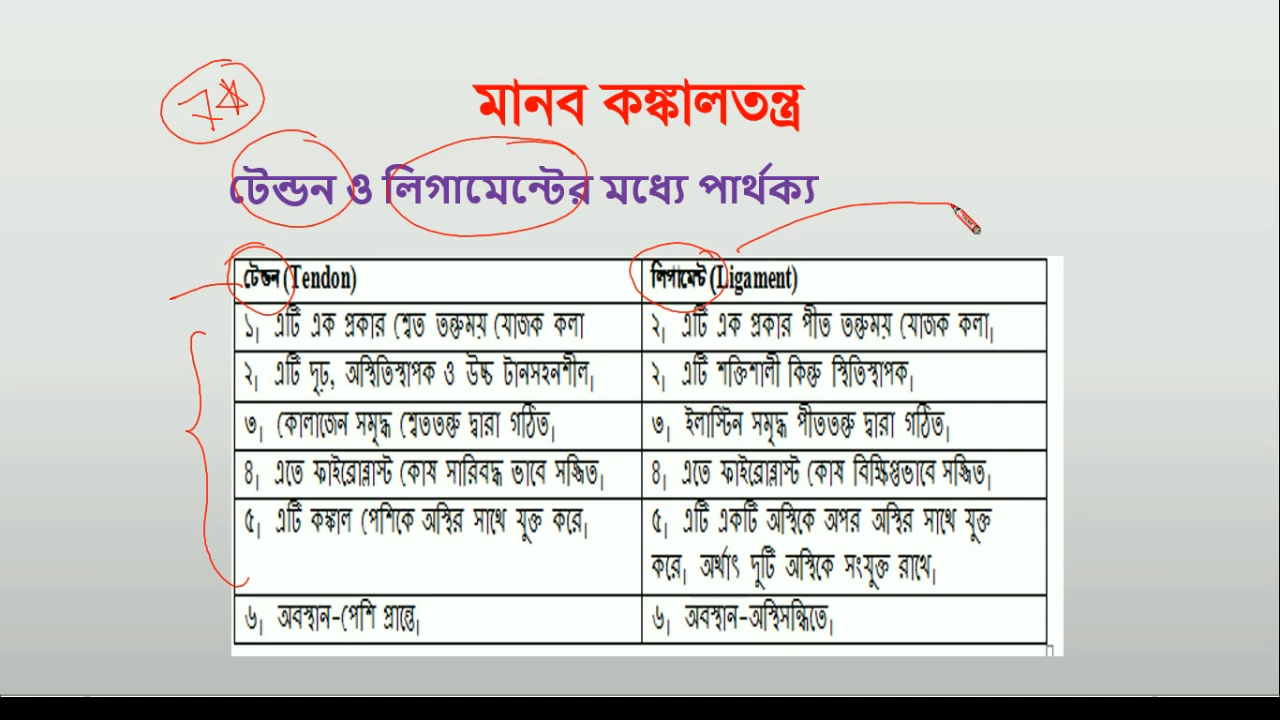 মানব কঙ্কালতন্ত্র
টেন্ডন ও লিগামেন্টের মধ্যে পার্থক্য
টেন্ডন (Tendon)
লিগামেন্ট (Ligament)
১। এটি এক প্রকার শ্বেত তন্তুময় যোজক কলা
২। এটি এক প্রকার পীত তন্তুময় যোজক কলা।
২। এটি দৃঢ়, অস্থিতিস্থাপক ও উচ্চ টানসহনশীল।
২। এটি শক্তিশালী কিন্তু স্থিতিস্থাপক।
৩। কোলাজেন সমৃদ্ধ শ্বেততন্তু দ্বারা গঠিত।
৩। ইলাস্টিন সমৃদ্ধ পীততন্তু দ্বারা গঠিত।
৪। এতে ফাইব্রোব্লাস্ট কোষ সারিবদ্ধ ভাবে সজ্জিত।
৪। এতে ফাইব্রোব্লাস্ট কোষ বিক্ষিপ্তভাবে সজ্জিত।
৫। এটি কঙ্কাল পেশিকে অস্থির সাথে যুক্ত করে।
৫। এটি একটি অস্থিকে অপর অস্থির সাথে যুক্ত
করে। অর্থাৎ দুটি অস্থিকে সংযুক্ত রাখে।
৬। অবস্থান-পেশি প্রান্তে।
৬। অবস্থান-অস্থিসন্ধিতে।